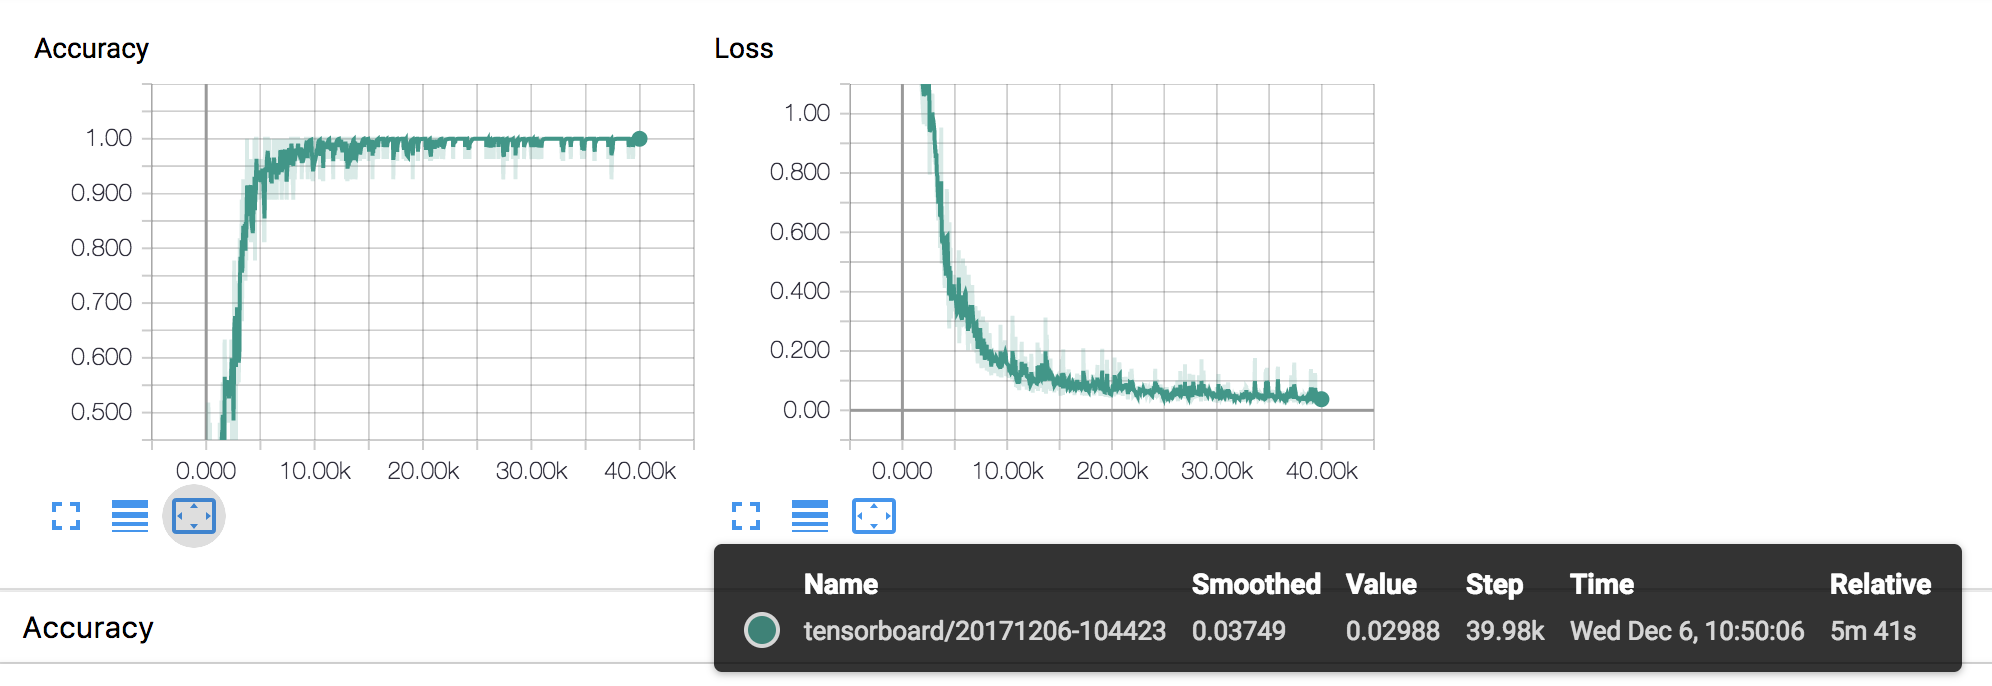 Accuracy
1.00
0.900
0.800
0.700
0.600
0.500
0.000 10.00k 20.00k 30.00k 40.00k
Loss
1.00
0.800
0.600
0.400
0.200
0.00
0.000 10.00k 20.00k 30.00k 40.00k
Name Smoothed Value Step Time Relative
tensorboard/20171206-104423 0.03749 0.02988 39.98k Wed Dec 6, 10:50:06 5m 41s
Accuracy